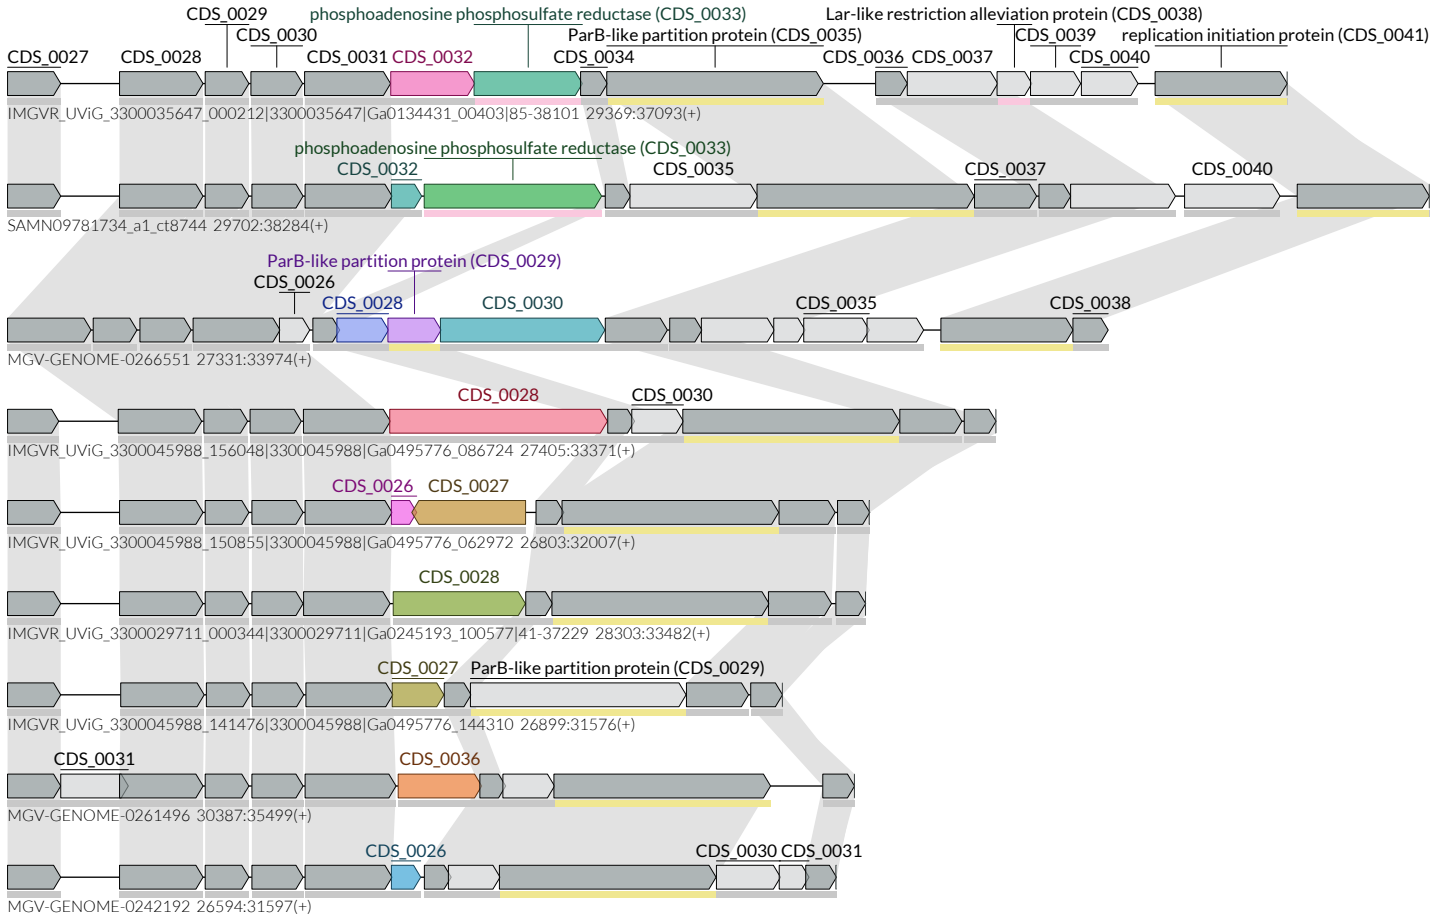 CDS_0029 phosphoadenosine phosphosulfate reductase (CDS_0033) Lar-like restriction alleviation protein (CDS_0038)
CDS_0030 ParB-like partition protein (CDS_0035) CDS_0039 replication initiation protein (CDS_0041)
CDS_0027 CDS_0028 CDS_0031 CDS_0032 CDS_0034 CDS_0036 CDS_0037 CDS_0040
IMGVR_UViG_3300035647_000212|3300035647|Ga0134431_00403|85-38101 29369:37093(+)
phosphoadenosine phosphosulfate reductase (CDS_0033)
CDS_0032 CDS_0035 CDS_0037 CDS_0040
SAMN09781734_a1_ct8744 29702:38284(+)
ParB-like partition protein (CDS_0029)
CDS_0026
CDS_0028 CDS_0030 CDS_0035 CDS_0038
MGV-GENOME-0266551 27331:33974(+)
CDS_0028 CDS_0030
IMGVR_UViG_3300045988_156048|3300045988|Ga0495776_086724 27405:33371(+)
CDS_0026 CDS_0027
IMGVR_UViG_3300045988_150855|3300045988|Ga0495776_062972 26803:32007(+)
CDS_0028
IMGVR_UViG_3300029711_000344|3300029711|Ga0245193_100577|41-37229 28303:33482(+)
CDS_0027 ParB-like partition protein (CDS_0029)
IMGVR_UViG_3300045988_141476|3300045988|Ga0495776_144310 26899:31576(+)
CDS_0031 CDS_0036
MGV-GENOME-0261496 30387:35499(+)
CDS_0026 CDS_0030 CDS_0031
MGV-GENOME-0242192 26594:31597(+)